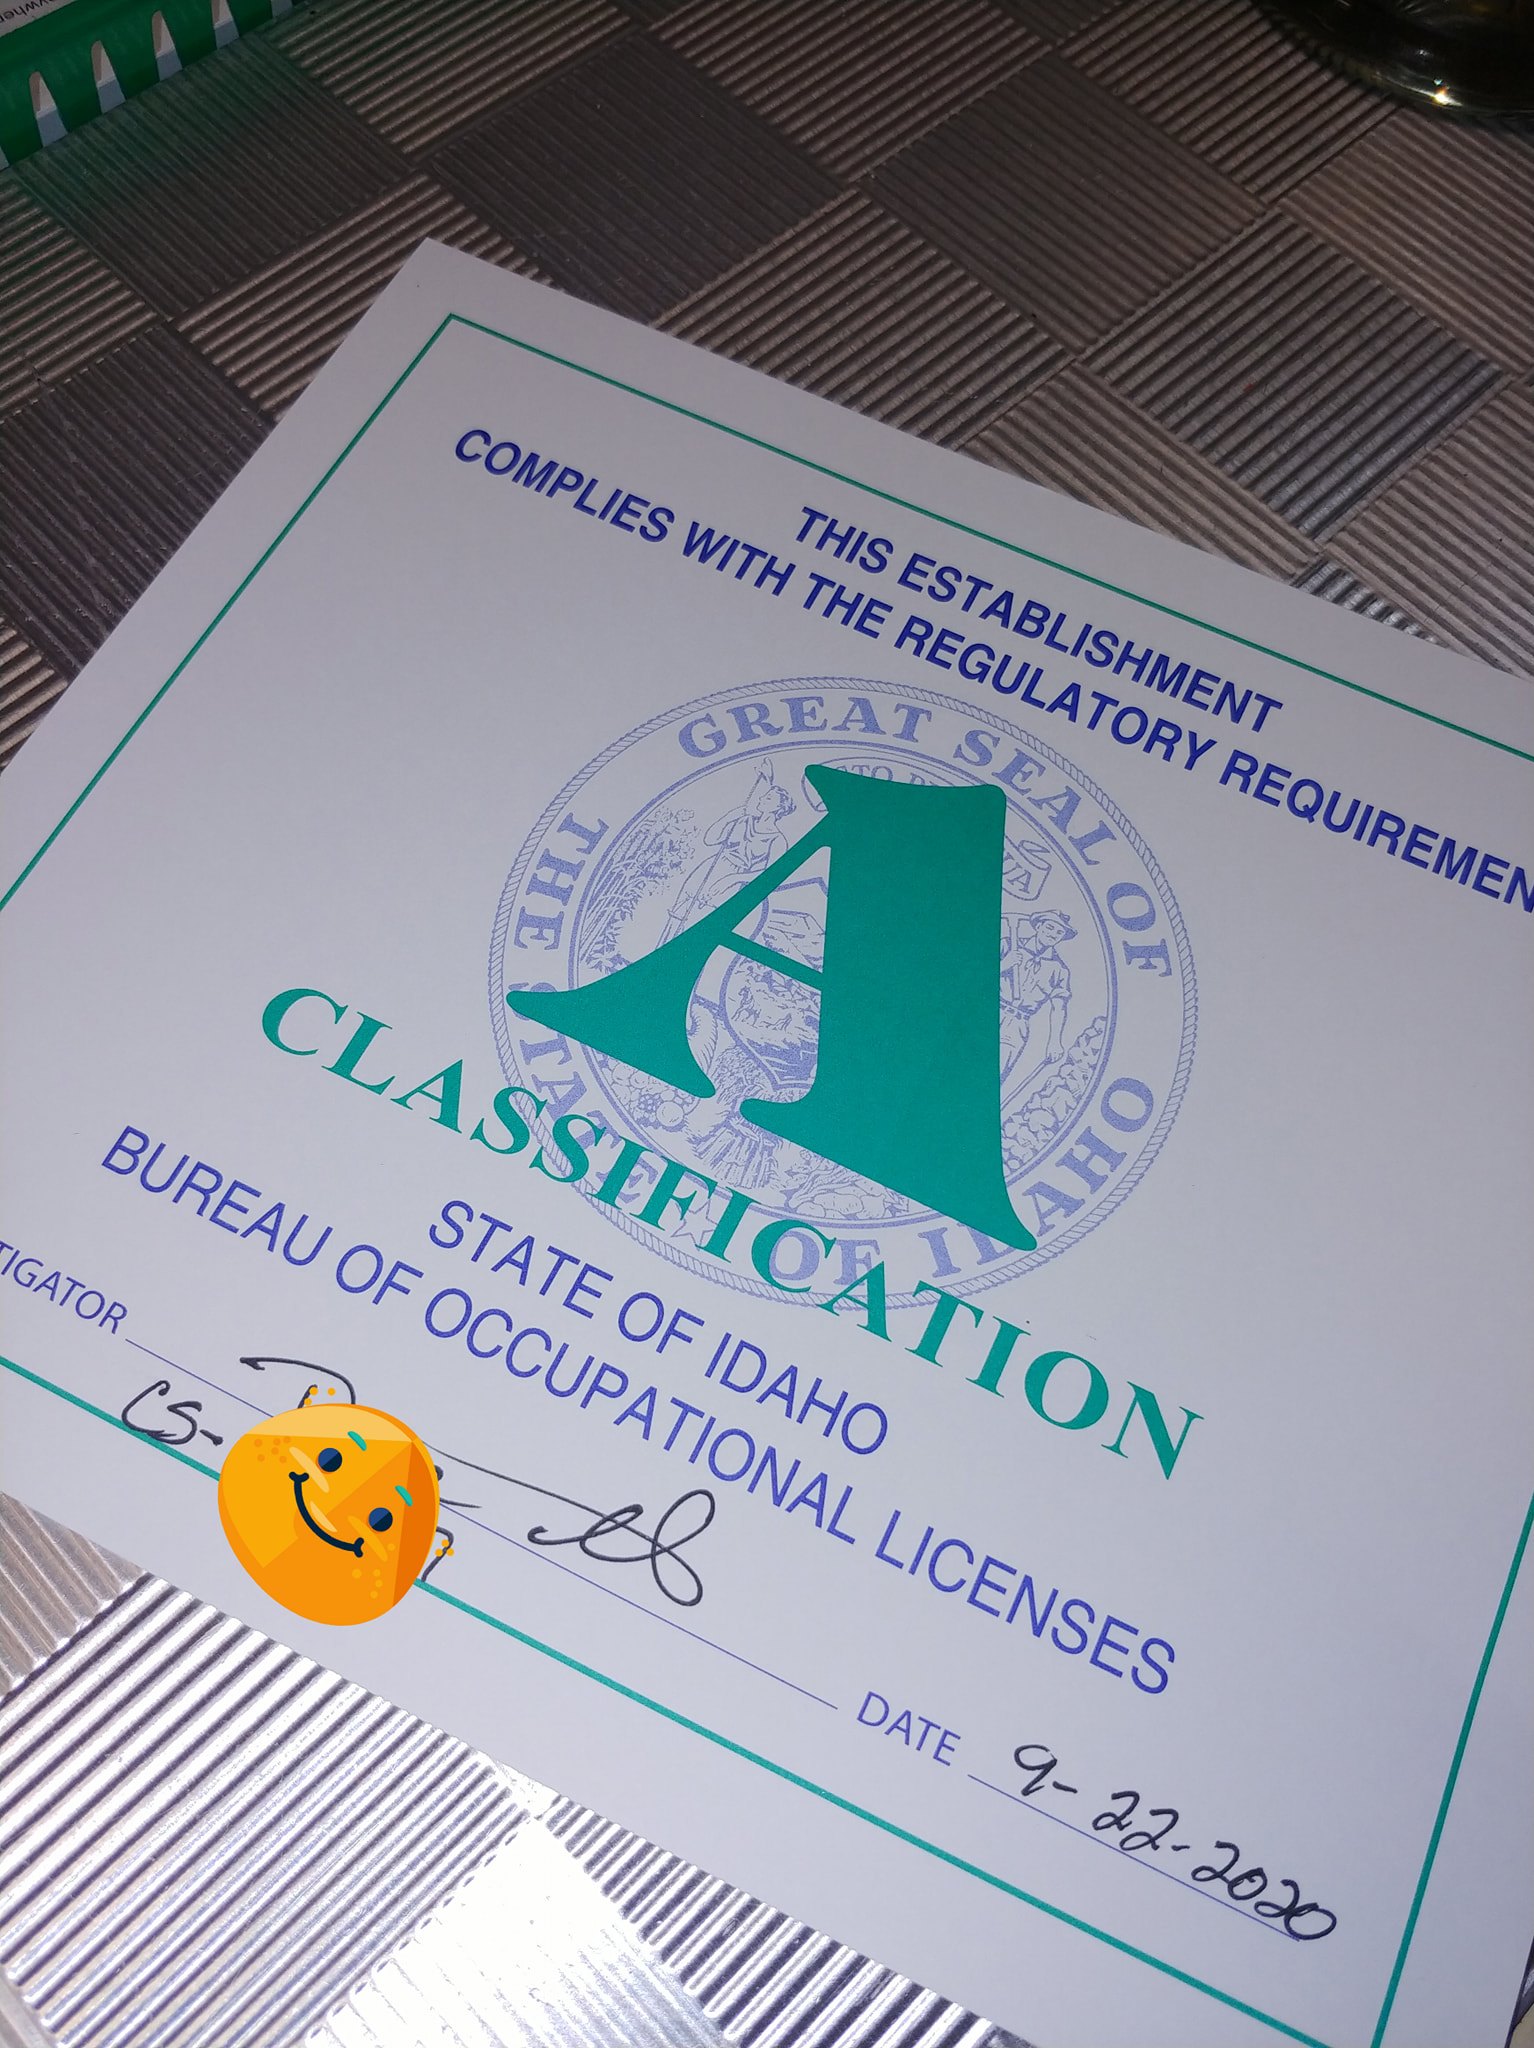 THIS ESTABLISHMENT
COMPLIES WITH THE REGULATORY REQUIREMEN
THE GREAT SEAL OF
STATE OF IDAHO
A
CLASSIFICATION
STATE OF IDAHO
BUREAU OF OCCUPATIONAL LICENSES
TIGATOR
CS-
DATE 9-22-2020